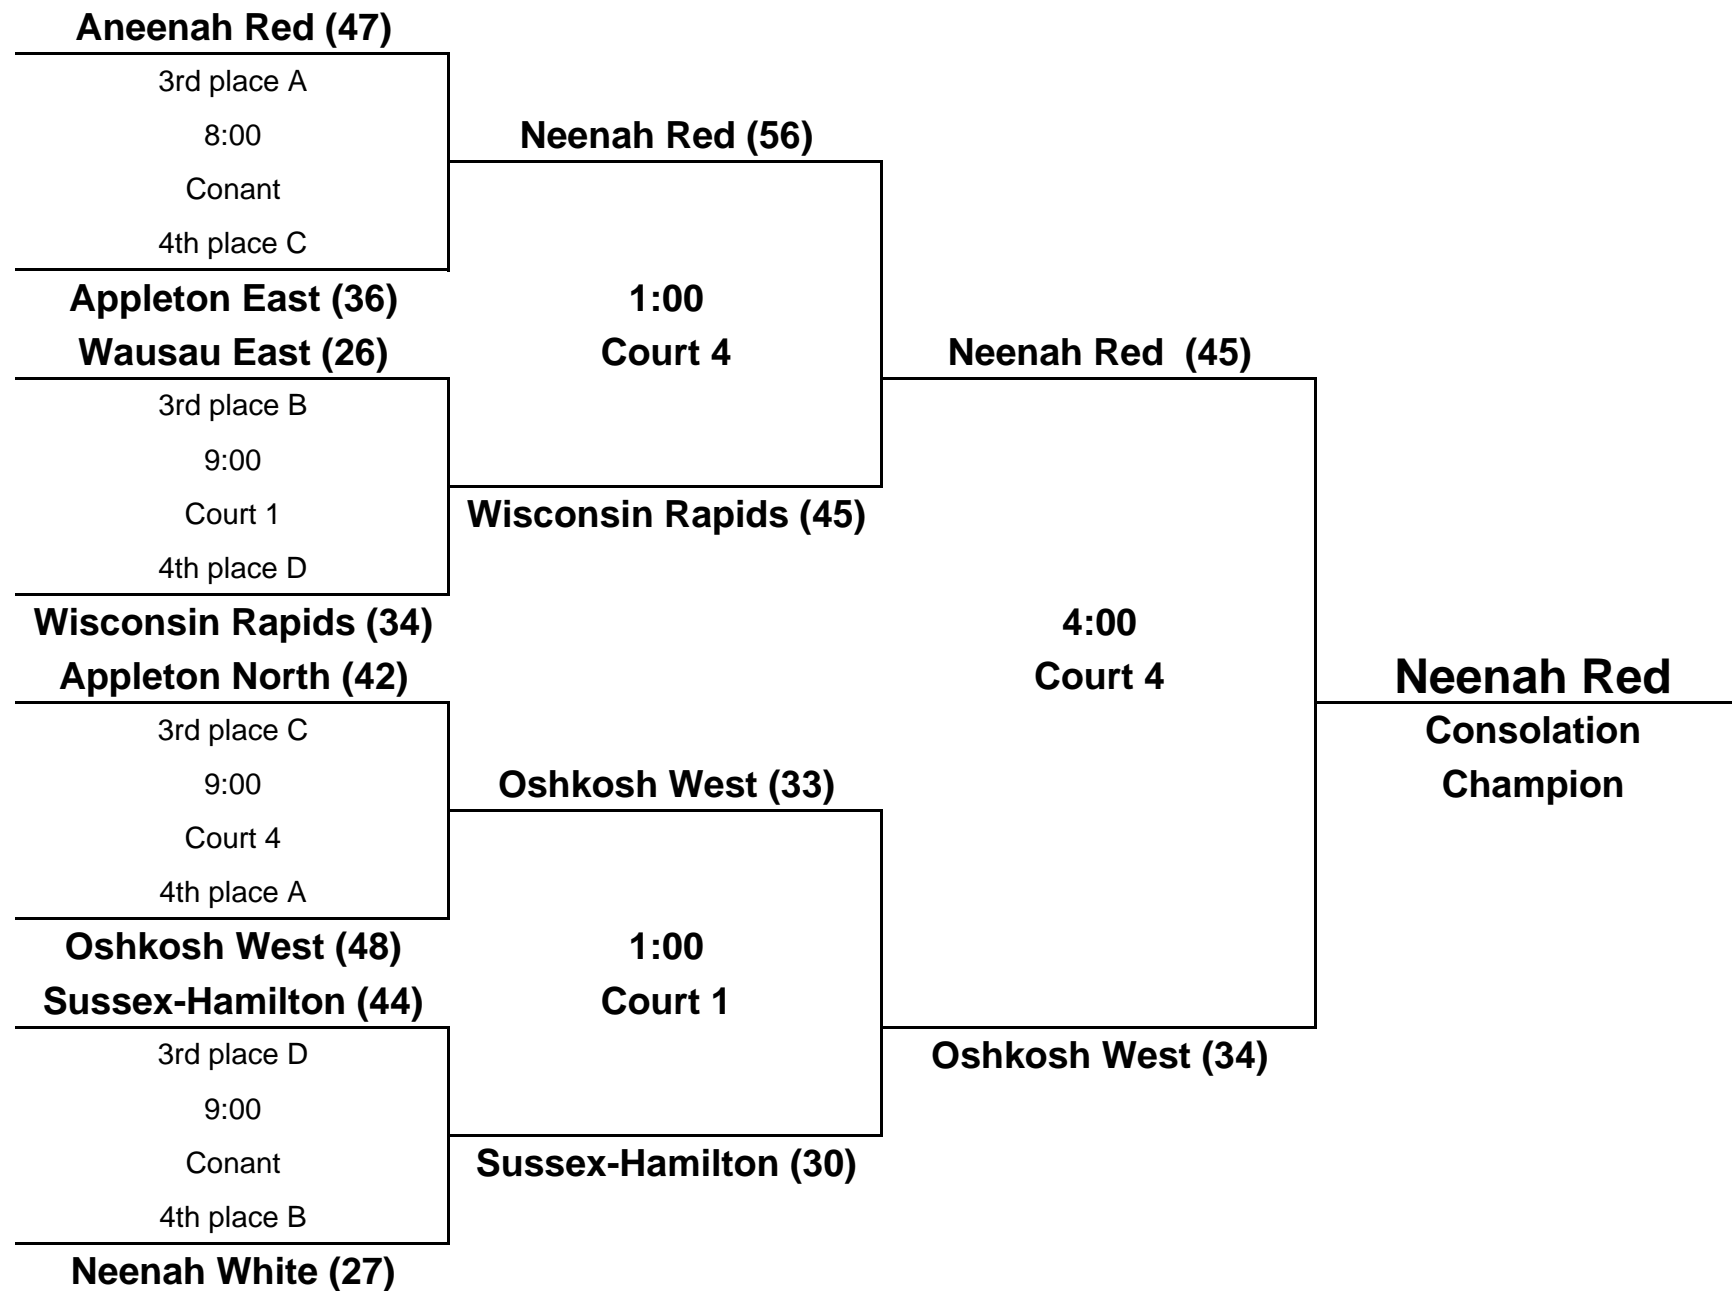 Aneenah Red (47)
3rd place A
8:00
Conant
4th place C
Appleton East (36)
Wausau East (26)
3rd place B
9:00
Court 1
4th place D
Wisconsin Rapids (34)
Appleton North (42)
3rd place C
9:00
Court 4
4th place A
Oshkosh West (48)
Sussex-Hamilton (44)
3rd place D
9:00
Conant
4th place B
Neenah White (27)
Neenah Red (56)
1:00
Court 4
Wisconsin Rapids (45)
Oshkosh West (33)
1:00
Court 1
Sussex-Hamilton (30)
Neenah Red  (45)
4:00
Court 4
Oshkosh West (34)
Neenah Red
Consolation
Champion